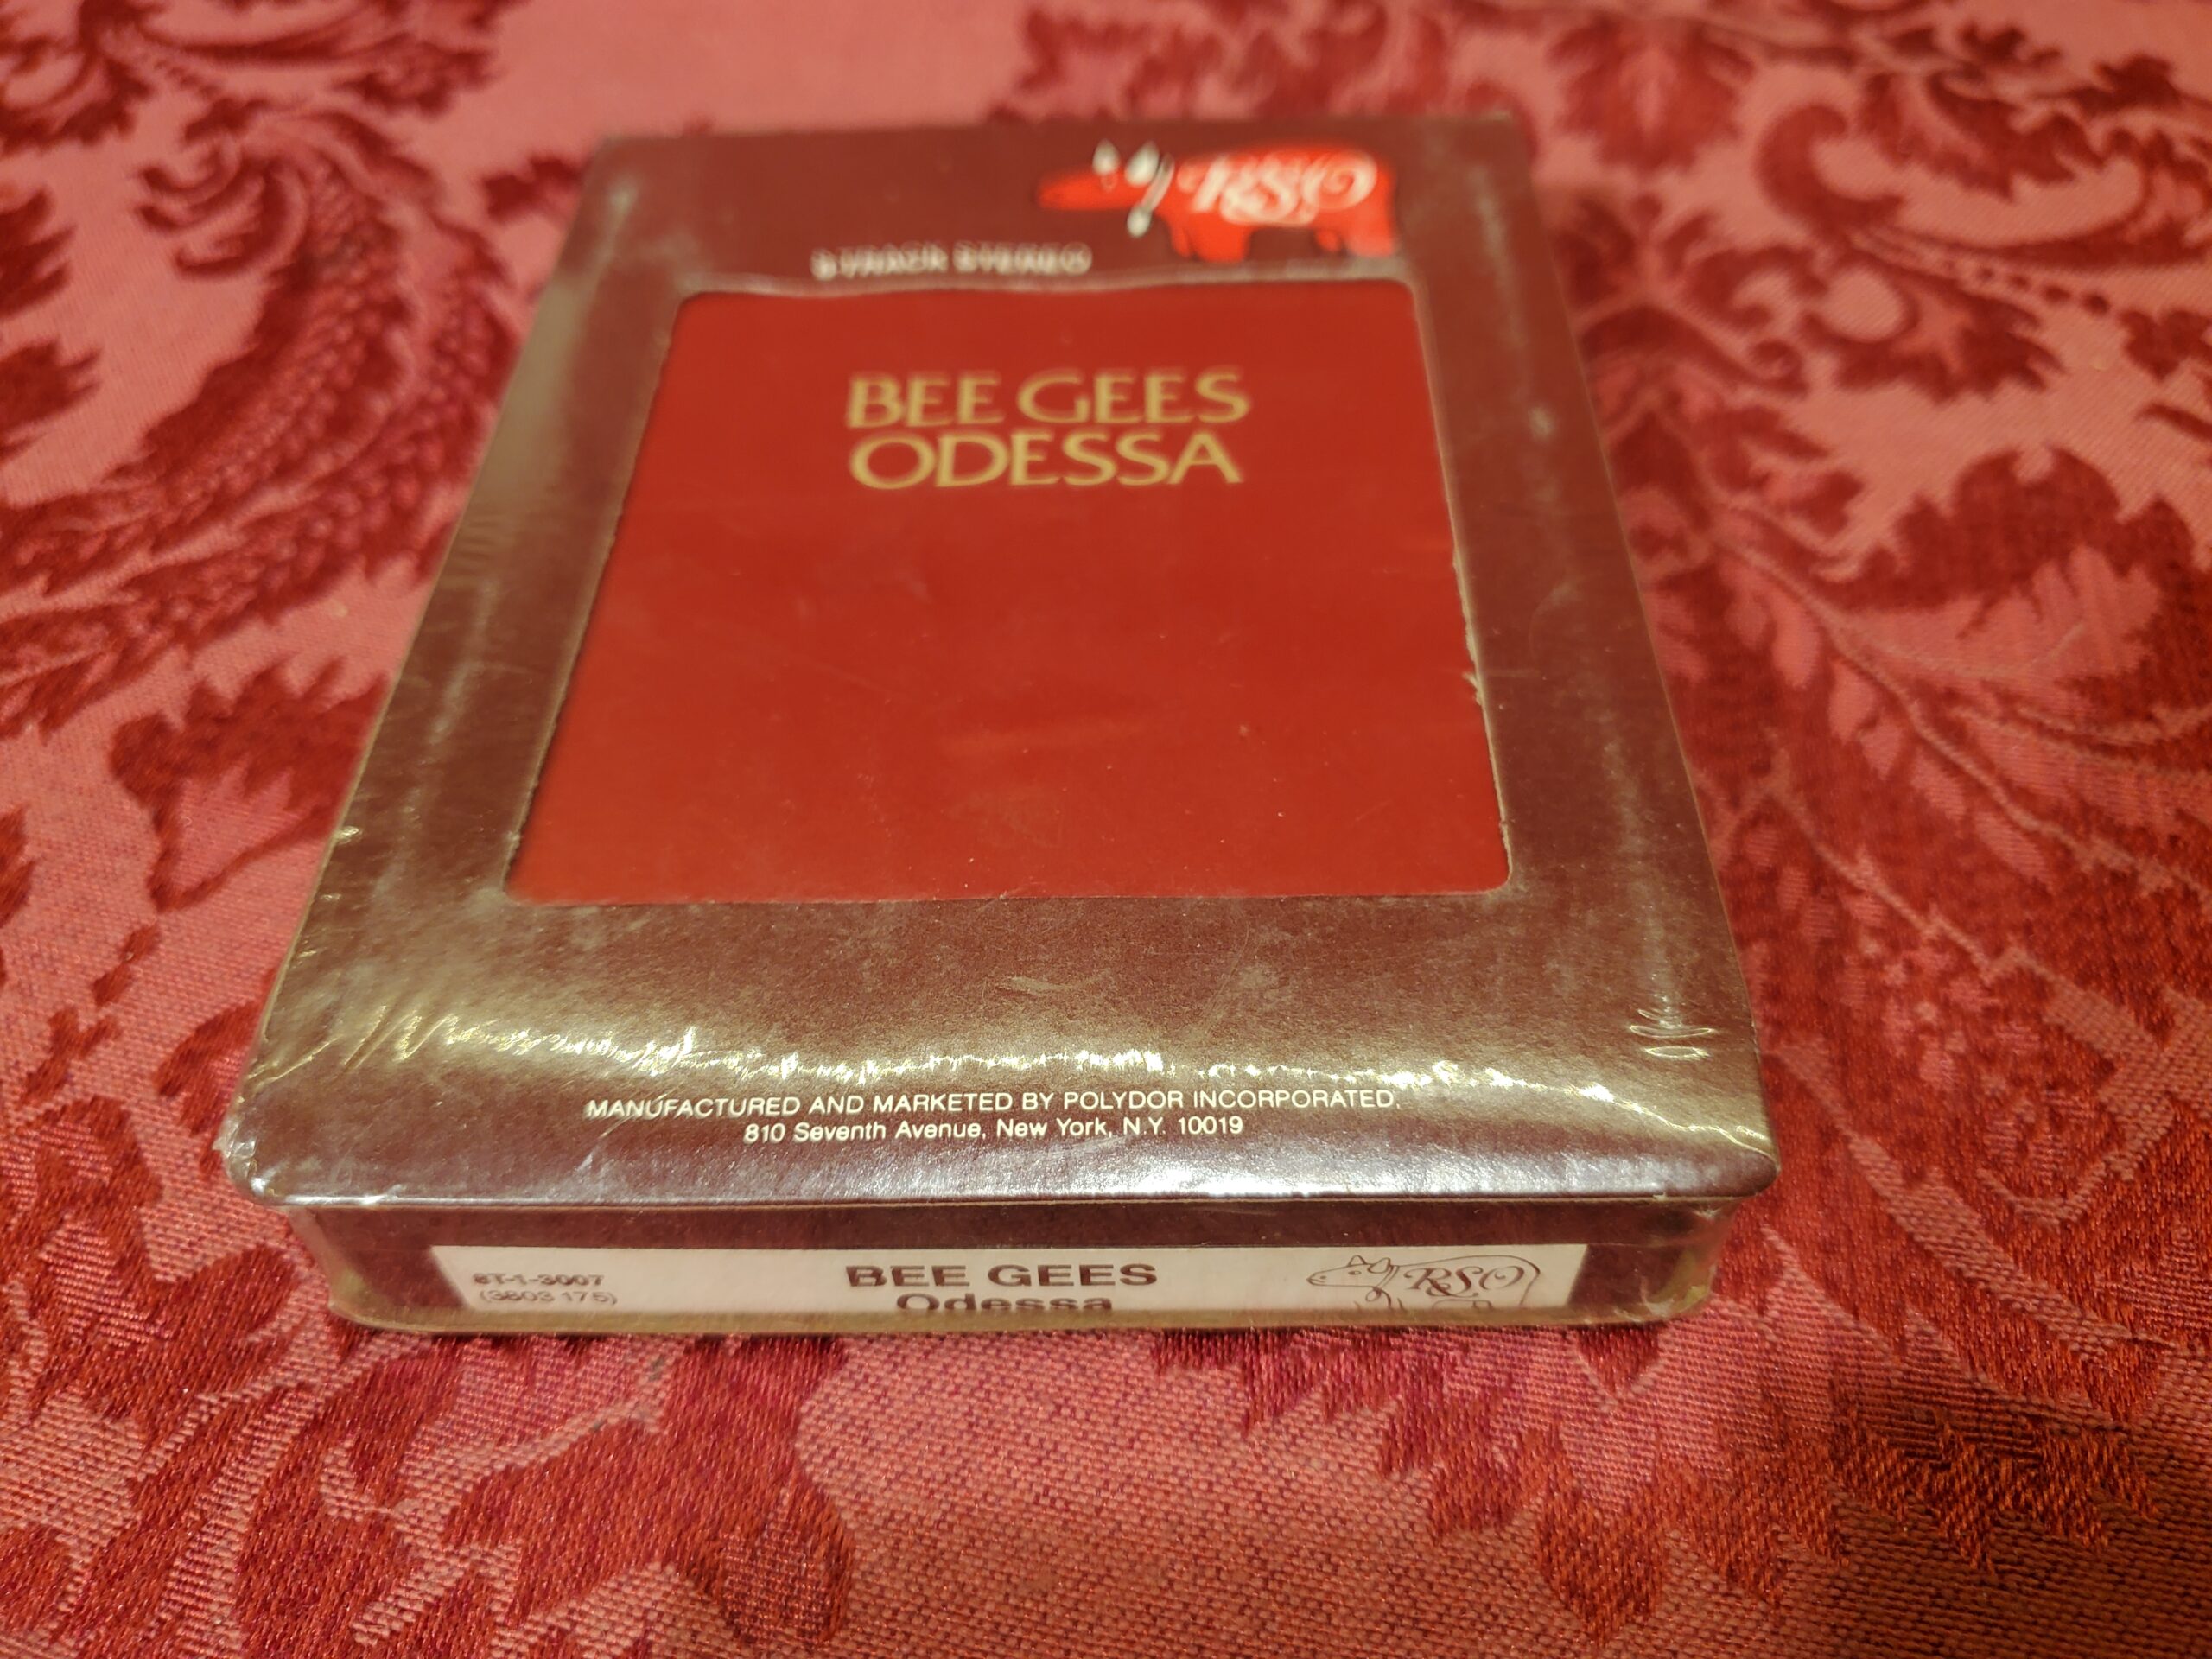 RSO
8 TRACK STEREO
BEE GEES
ODESSA
MANUFACTURED AND MARKETED BY POLYDOR INCORPORATED,
810 Seventh Avenue, New York, N.Y. 10019
8T-1-3007
(3803 175)
BEE GEES
Odessa
RSO